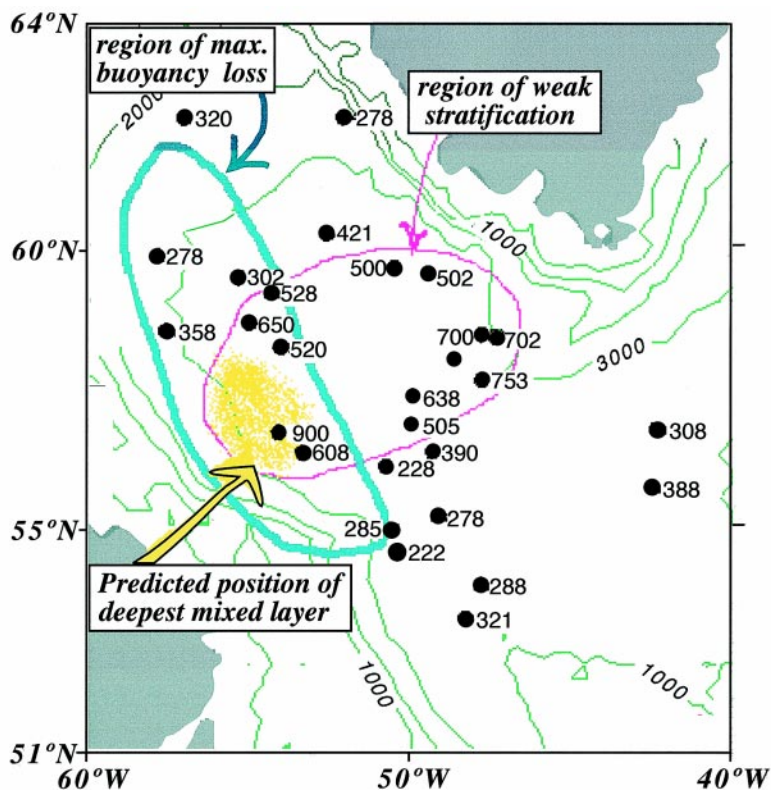 64°N
region of max.
buoyancy loss
region of weak
stratification
2000
320
278
1000
421
60°N
278
302
528
500
502
358
650
520
700
702
3000
753
638
505
900
608
390
228
308
388
55°N
285
278
222
Predicted position of
deepest mixed layer
288
321
1000
1000
51°N
60°W
50°W
40°W